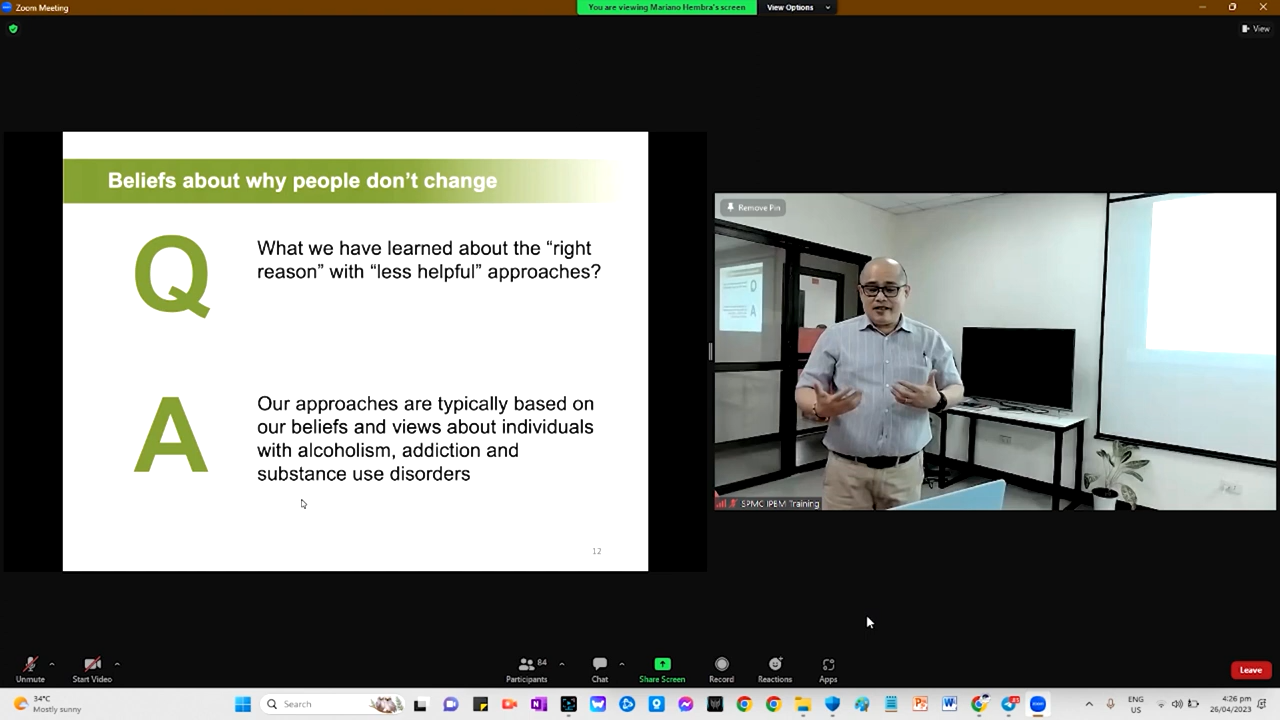 Zoom Meeting
You are viewing Mariano Hembra's screen
View Options
View
Beliefs about why people don't change
Q
What we have learned about the “right
reason” with “less helpful” approaches?
A
Our approaches are typically based on
our beliefs and views about individuals
with alcoholism, addiction and
substance use disorders
12
Remove Pin
Q
A
SPMC IPBM Training
Unmute
Start Video
84
Participants
Chat
Share Screen
Record
Reactions
Apps
Leave
34°C
Mostly sunny
Search
ENG
US
4:26 pm
26/04/2023